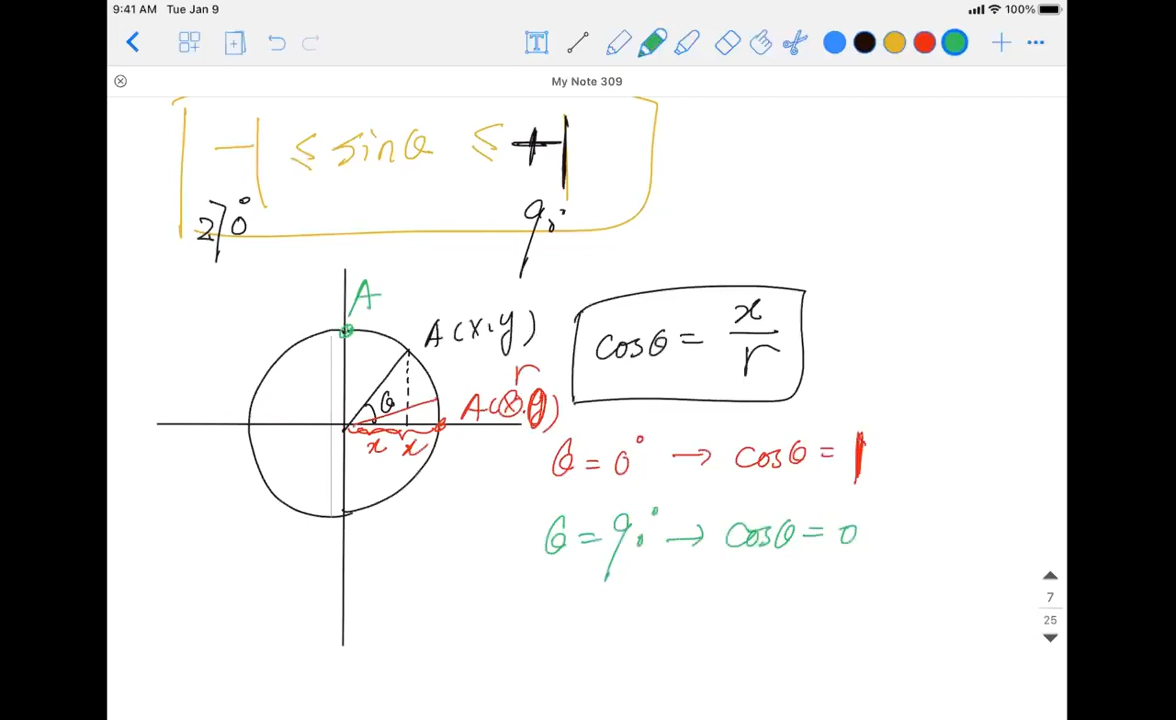 9:41 AM Tue Jan 9
100%
My Note 309
-1 ≤ sinθ ≤ +1
270° 90°
A
A(x,y)
cosθ = x/r
r
A(x,y)
θ
x x
θ = 0° → cosθ = 1
θ = 90° → cosθ = 0
7
25